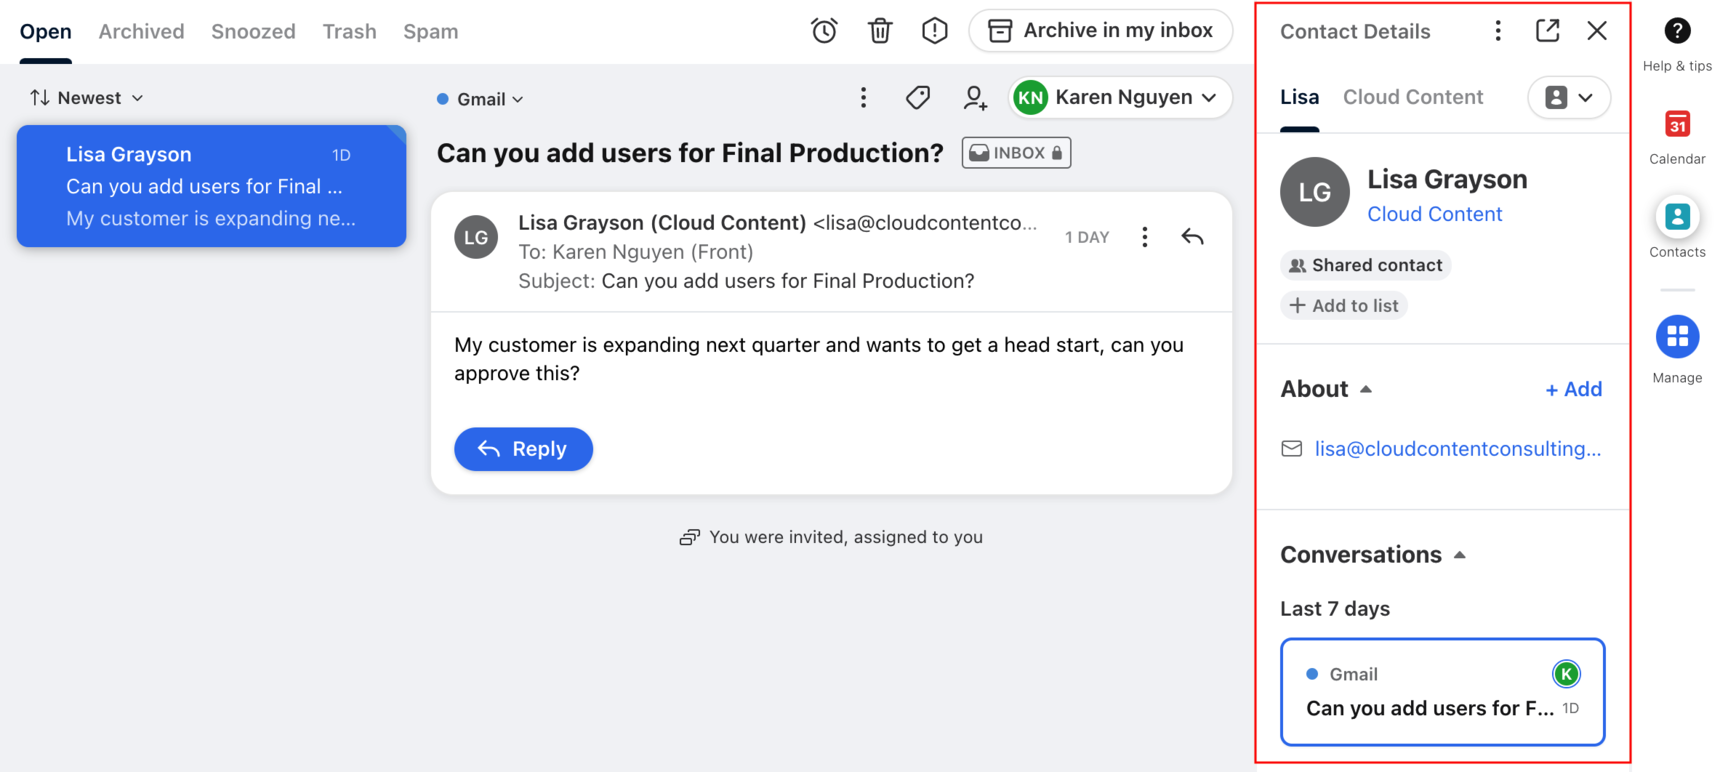 Open Archived Snoozed Trash Spam
Archive in my inbox
Newest
Lisa Grayson 1D
Can you add users for Final ...
My customer is expanding ne...
Gmail
KN Karen Nguyen
Can you add users for Final Production? INBOX
LG
Lisa Grayson (Cloud Content) <lisa@cloudcontentco... 1 DAY
To: Karen Nguyen (Front)
Subject: Can you add users for Final Production?
My customer is expanding next quarter and wants to get a head start, can you
approve this?
Reply
You were invited, assigned to you
Contact Details
Lisa Cloud Content
LG
Lisa Grayson
Cloud Content
Shared contact
+ Add to list
About + Add
lisa@cloudcontentconsulting...
Conversations
Last 7 days
Gmail K
Can you add users for F... 1D
?
Help & tips
31
Calendar
Contacts
Manage